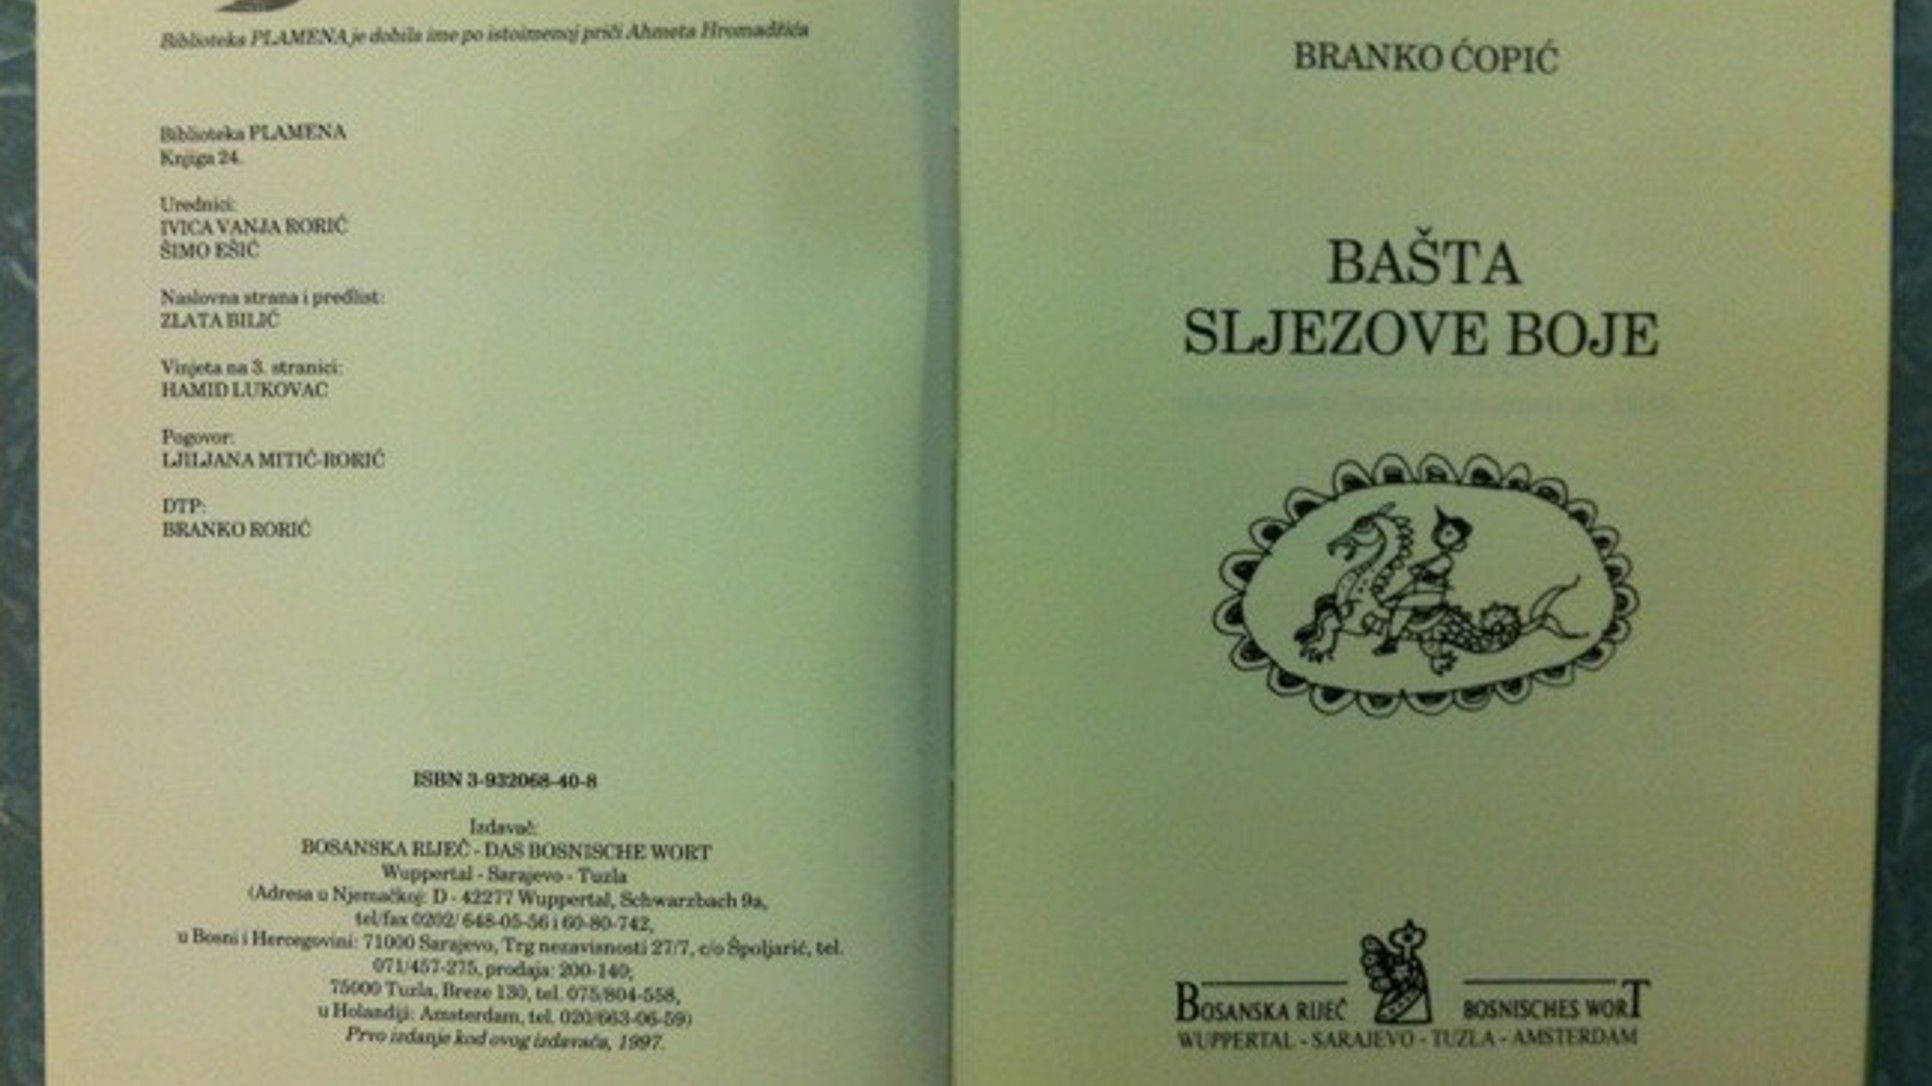 Biblioteka PLAMENA je dobila ime po istoimenoj priči Ahmeta Hromadžića
Biblioteka PLAMENA
Knjiga 24.
Urednici:
IVICA VANJA RORIĆ
ŠIMO EŠIĆ
Naslovna strana i predlist:
ZLATA BILIĆ
Vinjeta na 3. stranici:
HAMID LUKOVAC
Pogovor:
LJILJANA MITIĆ-RORIĆ
DTP:
BRANKO RORIĆ
ISBN 3-932068-40-8
Izdavač:
BOSANSKA RIJEČ - DAS BOSNISCHE WORT
Wuppertal - Sarajevo - Tuzla
(Adresa u Njemačkoj: D - 42277 Wuppertal, Schwarzbach 9a,
tel/fax 0202/ 648-05-56 i 60-80-742,
u Bosni i Hercegovini: 71000 Sarajevo, Trg nezavisnosti 27/7, c/o Špoljarić, tel.
071/457-275, prodaja: 200-140;
75000 Tuzla, Breze 130, tel. 075/804-558,
u Holandiji: Amsterdam, tel. 020/663-06-59)
Prvo izdanje kod ovog izdavača, 1997.
BRANKO ĆOPIĆ
BAŠTA
SLJEZOVE BOJE
BOSANSKA RIJEČ BOSNISCHES WORT
WUPPERTAL - SARAJEVO - TUZLA - AMSTERDAM